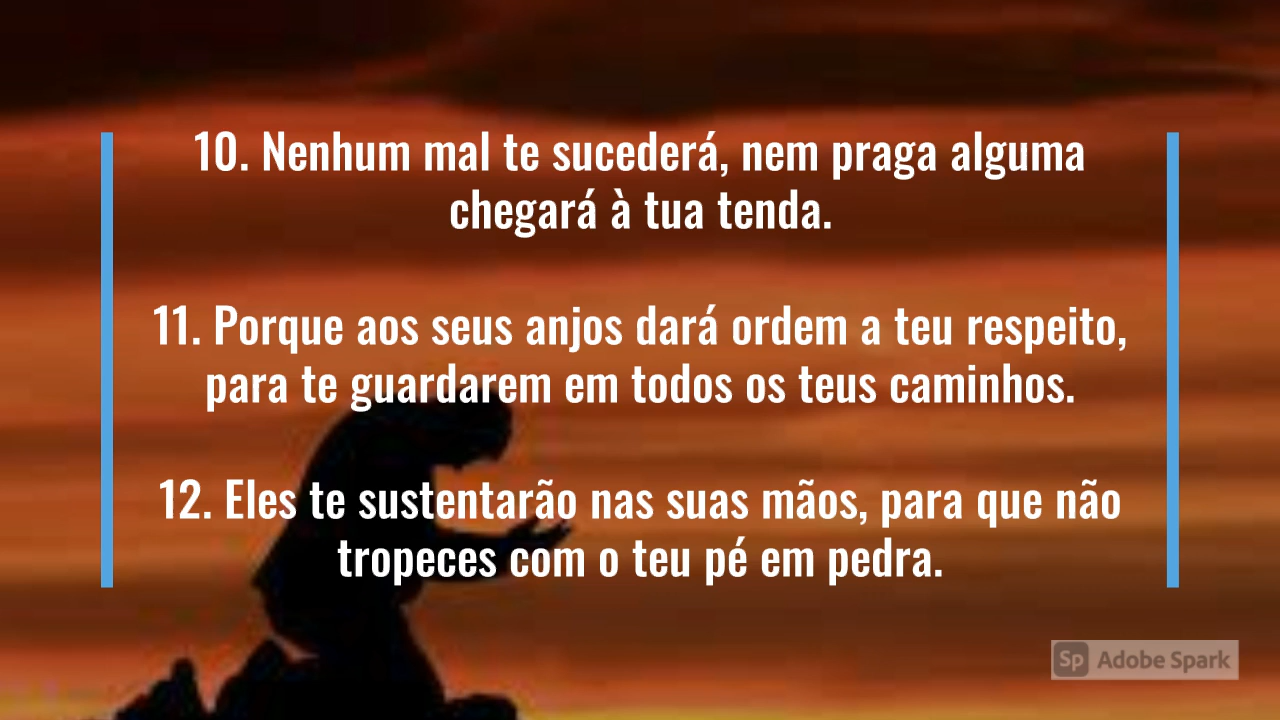 10. Nenhum mal te sucederá, nem praga alguma
chegará à tua tenda.
11. Porque aos seus anjos dará ordem a teu respeito,
para te guardarem em todos os teus caminhos.
12. Eles te sustentarão nas suas mãos, para que não
tropeces com o teu pé em pedra.
Sp Adobe Spark